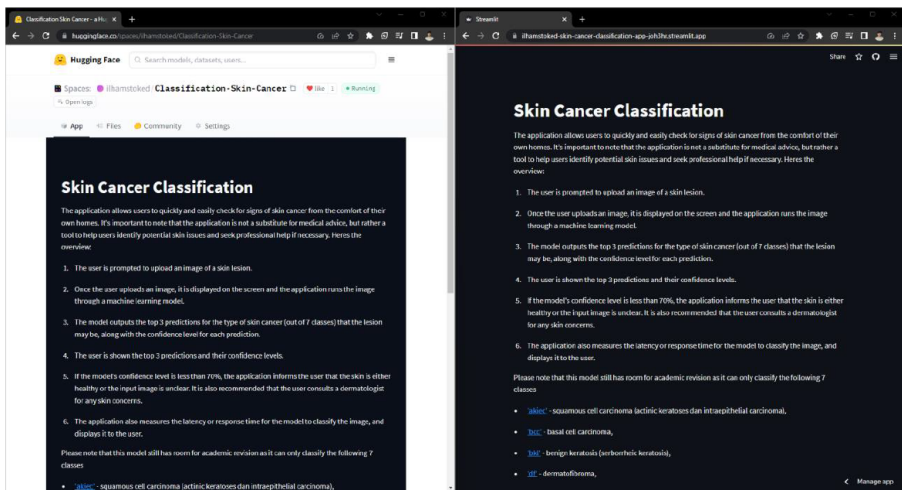 Classification Skin Cancer - a Hu
huggingface.co/spaces/ilhamstoked/Classification-Skin-Cancer
Hugging Face
Search models, datasets, users...
Spaces: ilhamstoked/Classification-Skin-Cancer
like 1
Running
Open logs
App
Files
Community
Settings
Skin Cancer Classification
The application allows users to quickly and easily check for signs of skin cancer from the comfort of their
own homes. It's important to note that the application is not a substitute for medical advice, but rather a
tool to help users identify potential skin issues and seek professional help if necessary. Heres the
overview:
1. The user is prompted to upload an image of a skin lesion.
2. Once the user uploads an image, it is displayed on the screen and the application runs the image
through a machine learning model.
3. The model outputs the top 3 predictions for the type of skin cancer (out of 7 classes) that the lesion
may be, along with the confidence level for each prediction.
4. The user is shown the top 3 predictions and their confidence levels.
5. If the model's confidence level is less than 70%, the application informs the user that the skin is either
healthy or the input image is unclear. It is also recommended that the user consults a dermatologist
for any skin concerns.
6. The application also measures the latency or response time for the model to classify the image, and
displays it to the user.
Please note that this model still has room for academic revision as it can only classify the following 7
classes
• 'akiec' - squamous cell carcinoma (actinic keratoses dan intraepithelial carcinoma),
Streamlit
ilhamstoked-skin-cancer-classification-app-joh3hr.streamlit.app
Share
Skin Cancer Classification
The application allows users to quickly and easily check for signs of skin cancer from the comfort of their
own homes. It's important to note that the application is not a substitute for medical advice, but rather a
tool to help users identify potential skin issues and seek professional help if necessary. Heres the
overview:
1. The user is prompted to upload an image of a skin lesion.
2. Once the user uploads an image, it is displayed on the screen and the application runs the image
through a machine learning model.
3. The model outputs the top 3 predictions for the type of skin cancer (out of 7 classes) that the lesion
may be, along with the confidence level for each prediction.
4. The user is shown the top 3 predictions and their confidence levels.
5. If the model's confidence level is less than 70%, the application informs the user that the skin is either
healthy or the input image is unclear. It is also recommended that the user consults a dermatologist
for any skin concerns.
6. The application also measures the latency or response time for the model to classify the image, and
displays it to the user.
Please note that this model still has room for academic revision as it can only classify the following 7
classes
• 'akiec' - squamous cell carcinoma (actinic keratoses dan intraepithelial carcinoma),
• 'bcc' - basal cell carcinoma,
• 'bkl' - benign keratosis (serborrheic keratosis),
• 'df' - dermatofibroma,
Manage app